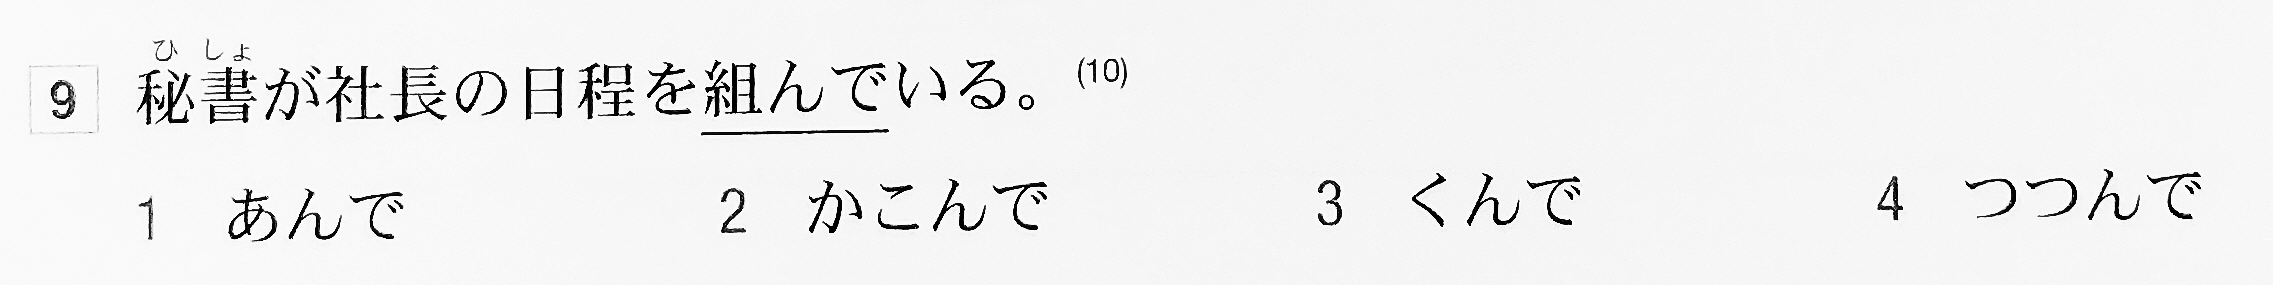 ひしょ
9 秘書が社長の日程を組んでいる。(10)
1 あんで 2 かこんで 3 くんで 4 つつんで